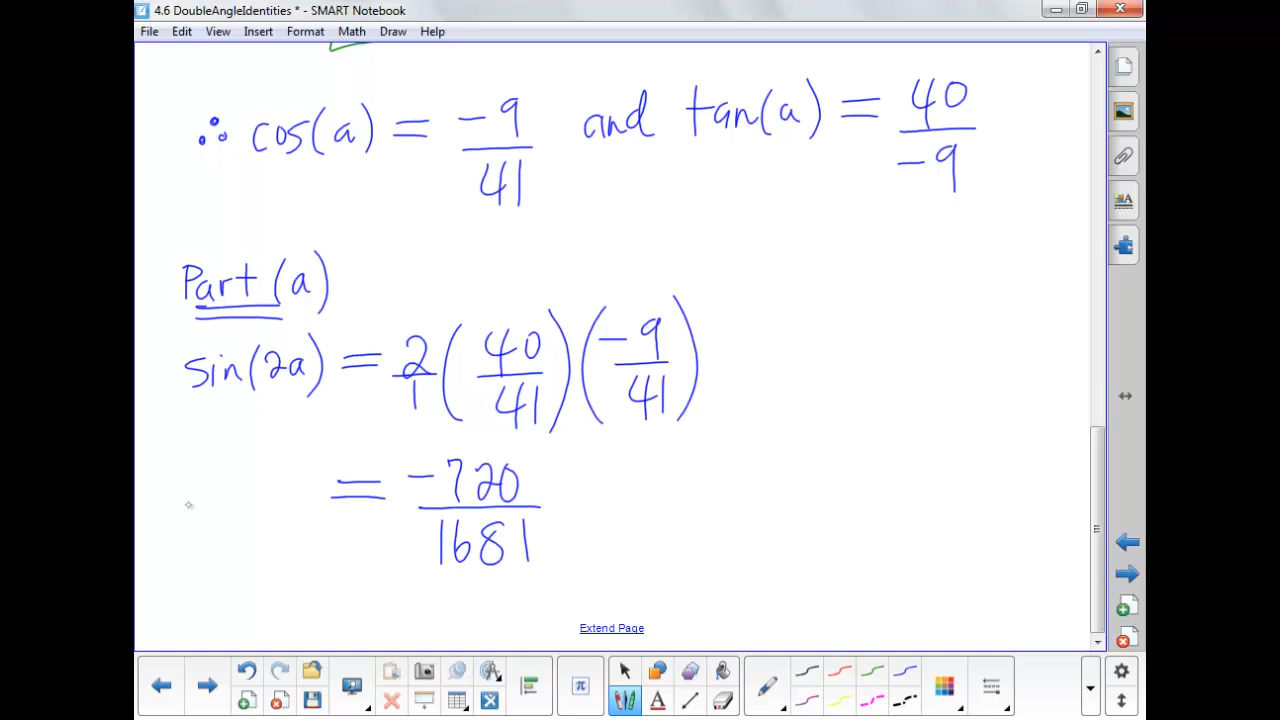 4.6 DoubleAngleIdentities * - SMART Notebook
File Edit View Insert Format Math Draw Help
∴ cos(a) = -9/41 and tan(a) = 40/-9
Part (a)
sin(2a) = 2/1 (40/41)(-9/41)
= -720/1681
Extend Page